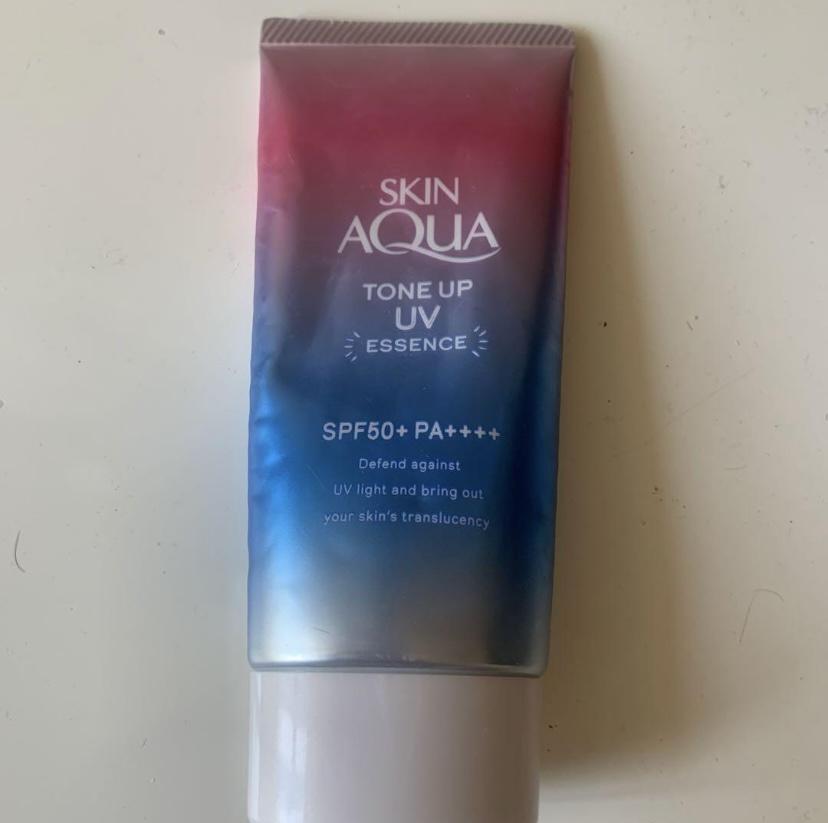 SKIN
AQUA
TONE UP
UV
ESSENCE
SPF50+ PA++++
Defend against
UV light and bring out
your skin's translucency